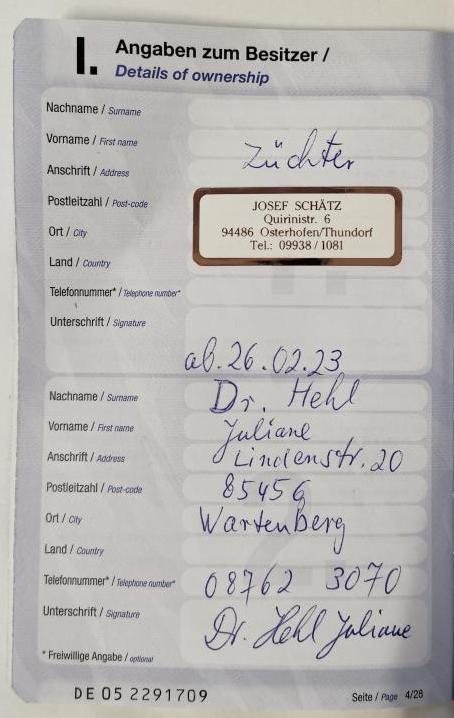 I. Angaben zum Besitzer /
Details of ownership
Nachname / Surname
Vorname / First name
Züchter
Anschrift / Address
Postleitzahl / Post-code
JOSEF SCHÄTZ
Quirinistr. 6
94486 Osterhofen/Thundorf
Tel.: 09938/1081
Ort / City
Land / Country
Telefonnummer* / Telephone number*
Unterschrift / Signature
ab. 26.02.23
Nachname / Surname Dr. Hehl
Vorname / First name Juliane
Anschrift / Address Lindenstr. 20
Postleitzahl / Post-code 85456
Ort / City Wartenberg
Land / Country
Telefonnummer* / Telephone number* 08762 3070
Unterschrift / Signature Dr. Hehl Juliane
* Freiwillige Angabe / optional
DE 05 2291709 Seite / Page 4/28